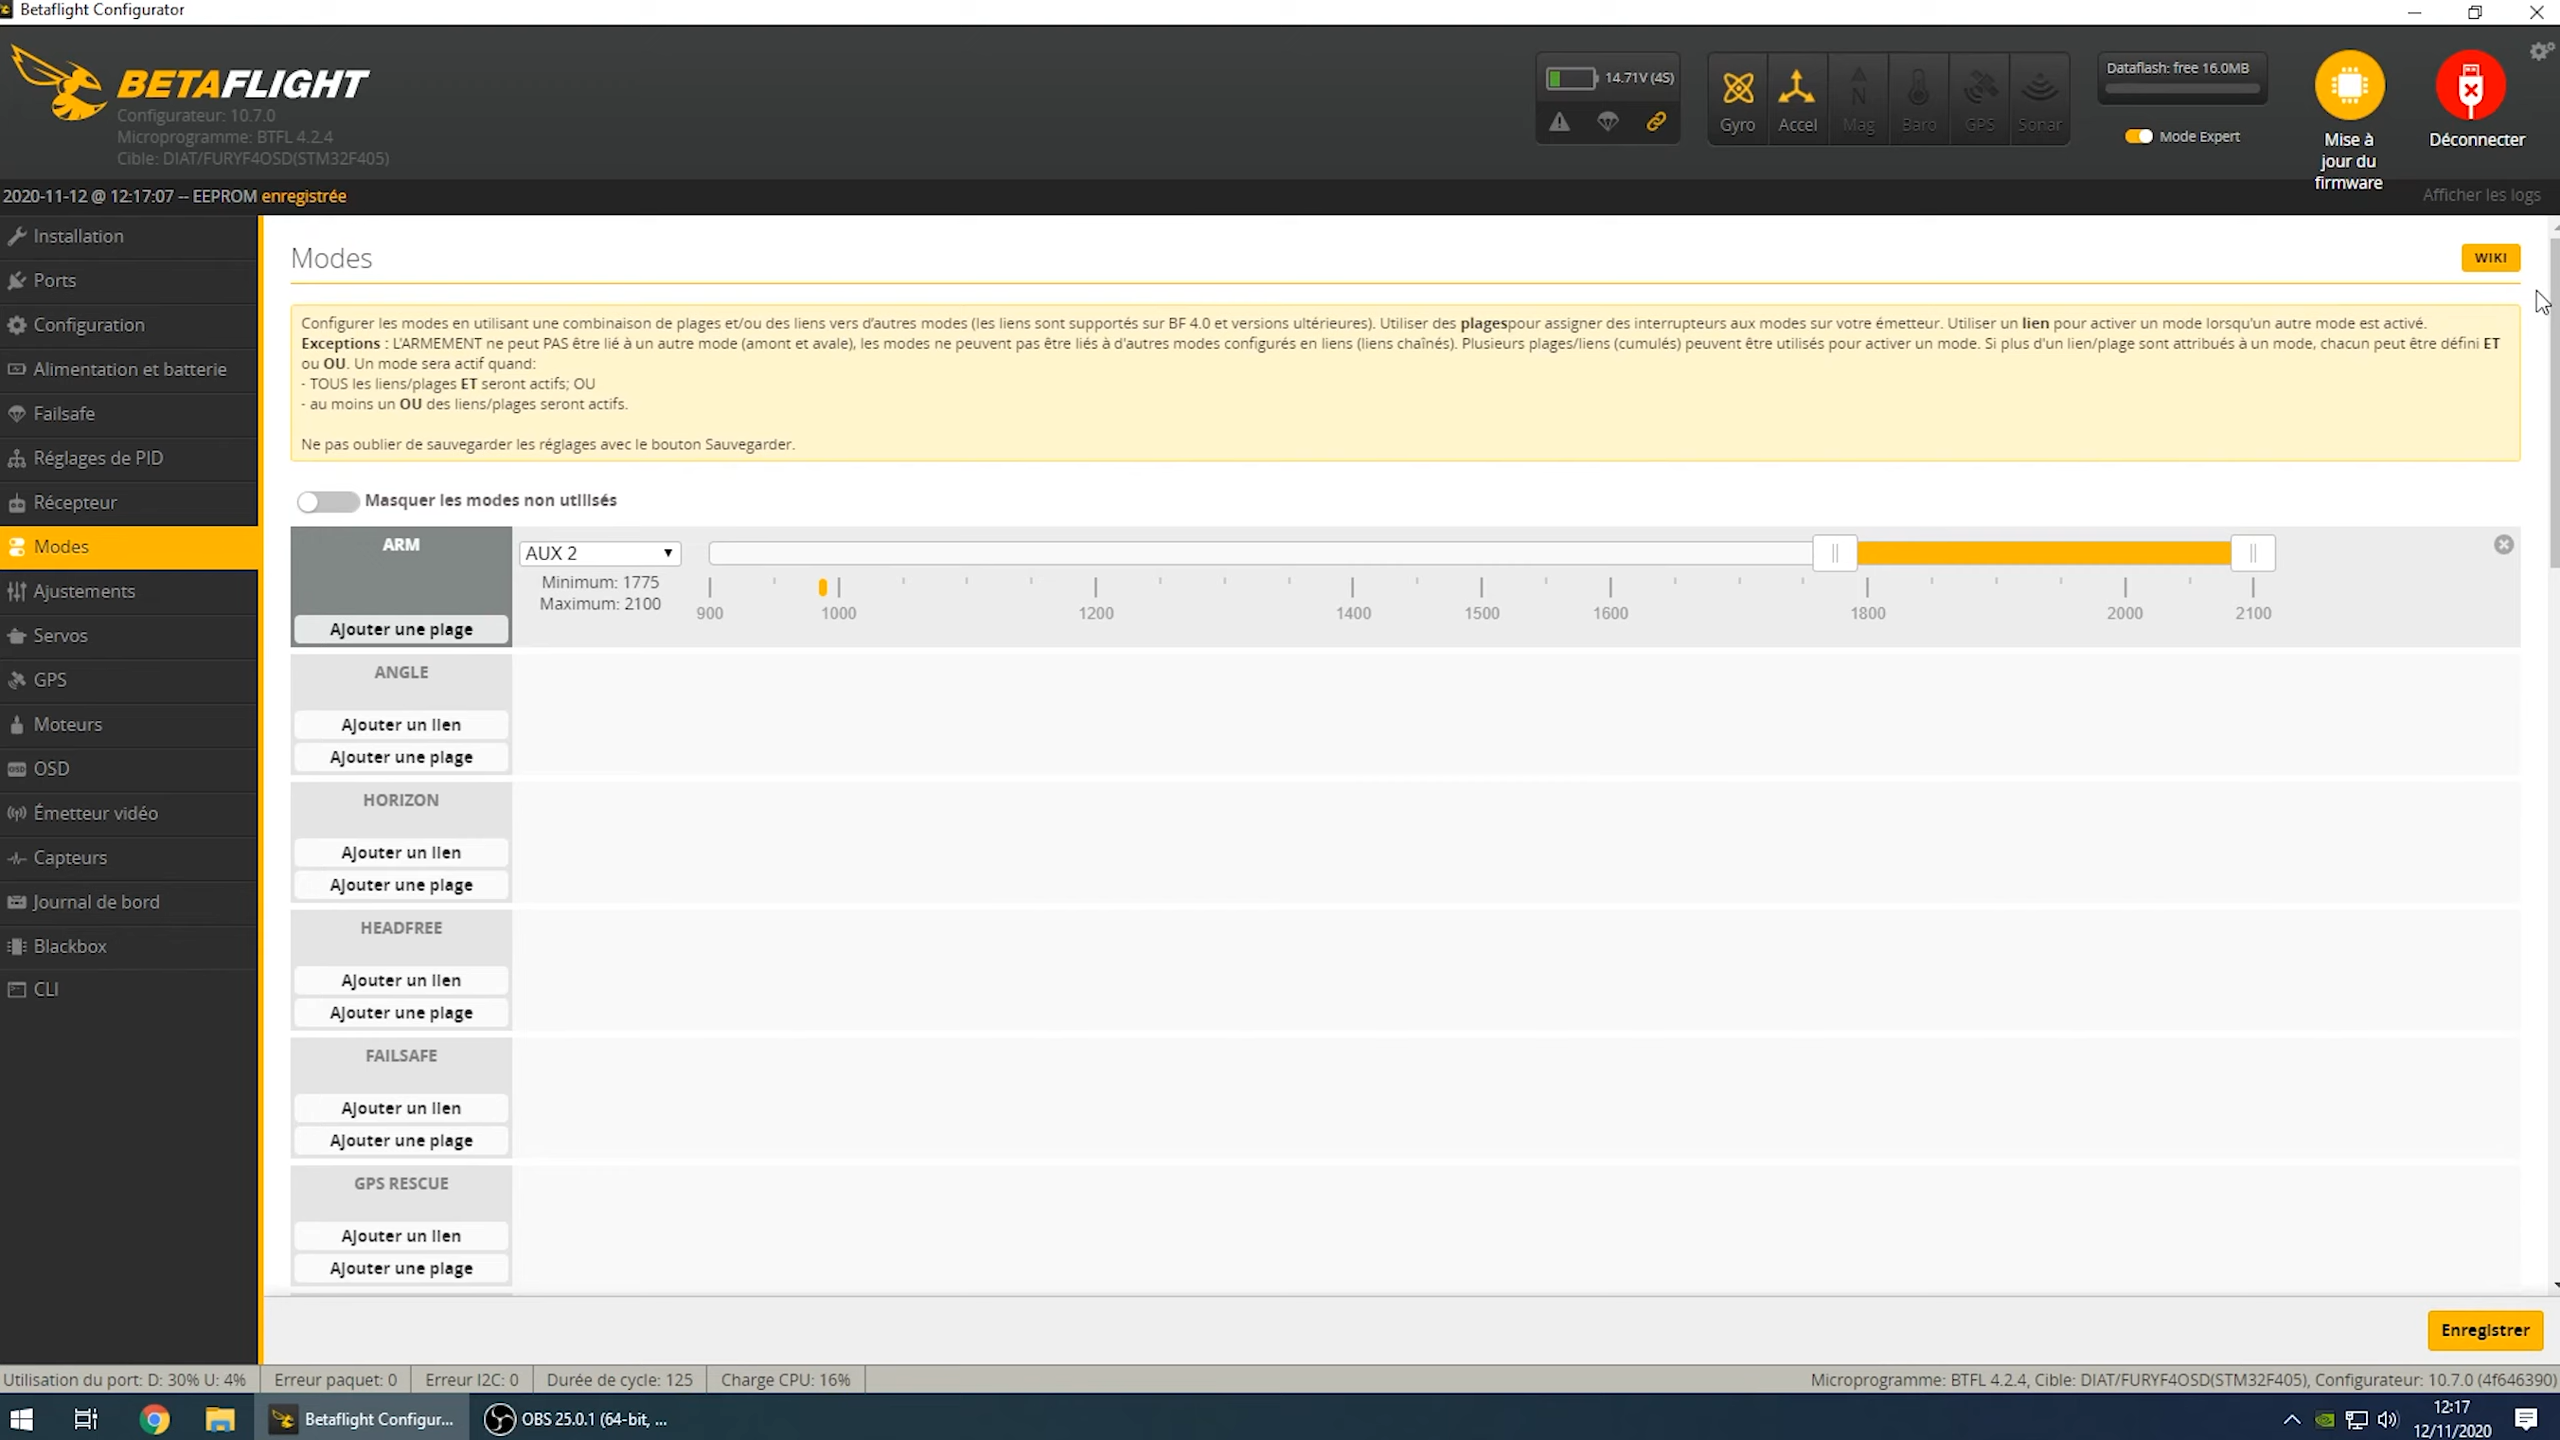 Betaflight Configurator
BETAFLIGHT
Configurateur: 10.7.0
Microprogramme: BTFL 4.2.4
Cible: DIAT/FURYF4OSD(STM32F405)
14.71V (4S)
Gyro
Accel
Mag
Baro
GPS
Sonar
Dataflash: free 16.0MB
Mode Expert
Mise à
jour du
firmware
Déconnecter
2020-11-12 @ 12:17:07 -- EEPROM enregistrée
Afficher les logs
Installation
Ports
Configuration
Alimentation et batterie
Failsafe
Réglages de PID
Récepteur
Modes
Ajustements
Servos
GPS
Moteurs
OSD
Émetteur vidéo
Capteurs
Journal de bord
Blackbox
CLI
Modes
WIKI
Configurer les modes en utilisant une combinaison de plages et/ou des liens vers d'autres modes (les liens sont supportés sur BF 4.0 et versions ultérieures). Utiliser des plagespour assigner des interrupteurs aux modes sur votre émetteur. Utiliser un lien pour activer un mode lorsqu'un autre mode est activé.
Exceptions : L'ARMEMENT ne peut PAS être lié à un autre mode (amont et avale), les modes ne peuvent pas être liés à d'autres modes configurés en liens (liens chaînés). Plusieurs plages/liens (cumulés) peuvent être utilisés pour activer un mode. Si plus d'un lien/plage sont attribués à un mode, chacun peut être défini ET
ou OU. Un mode sera actif quand:
- TOUS les liens/plages ET seront actifs; OU
- au moins un OU des liens/plages seront actifs.
Ne pas oublier de sauvegarder les réglages avec le bouton Sauvegarder.
Masquer les modes non utilisés
ARM
Ajouter une plage
AUX 2
Minimum: 1775
Maximum: 2100
900 1000 1200 1400 1500 1600 1800 2000 2100
ANGLE
Ajouter un lien
Ajouter une plage
HORIZON
Ajouter un lien
Ajouter une plage
HEADFREE
Ajouter un lien
Ajouter une plage
FAILSAFE
Ajouter un lien
Ajouter une plage
GPS RESCUE
Ajouter un lien
Ajouter une plage
Enregistrer
Utilisation du port: D: 30% U: 4%
Erreur paquet: 0
Erreur I2C: 0
Durée de cycle: 125
Charge CPU: 16%
Microprogramme: BTFL 4.2.4, Cible: DIAT/FURYF4OSD(STM32F405), Configurateur: 10.7.0 (4f646390)
Betaflight Configur...
OBS 25.0.1 (64-bit, ...
12:17
12/11/2020